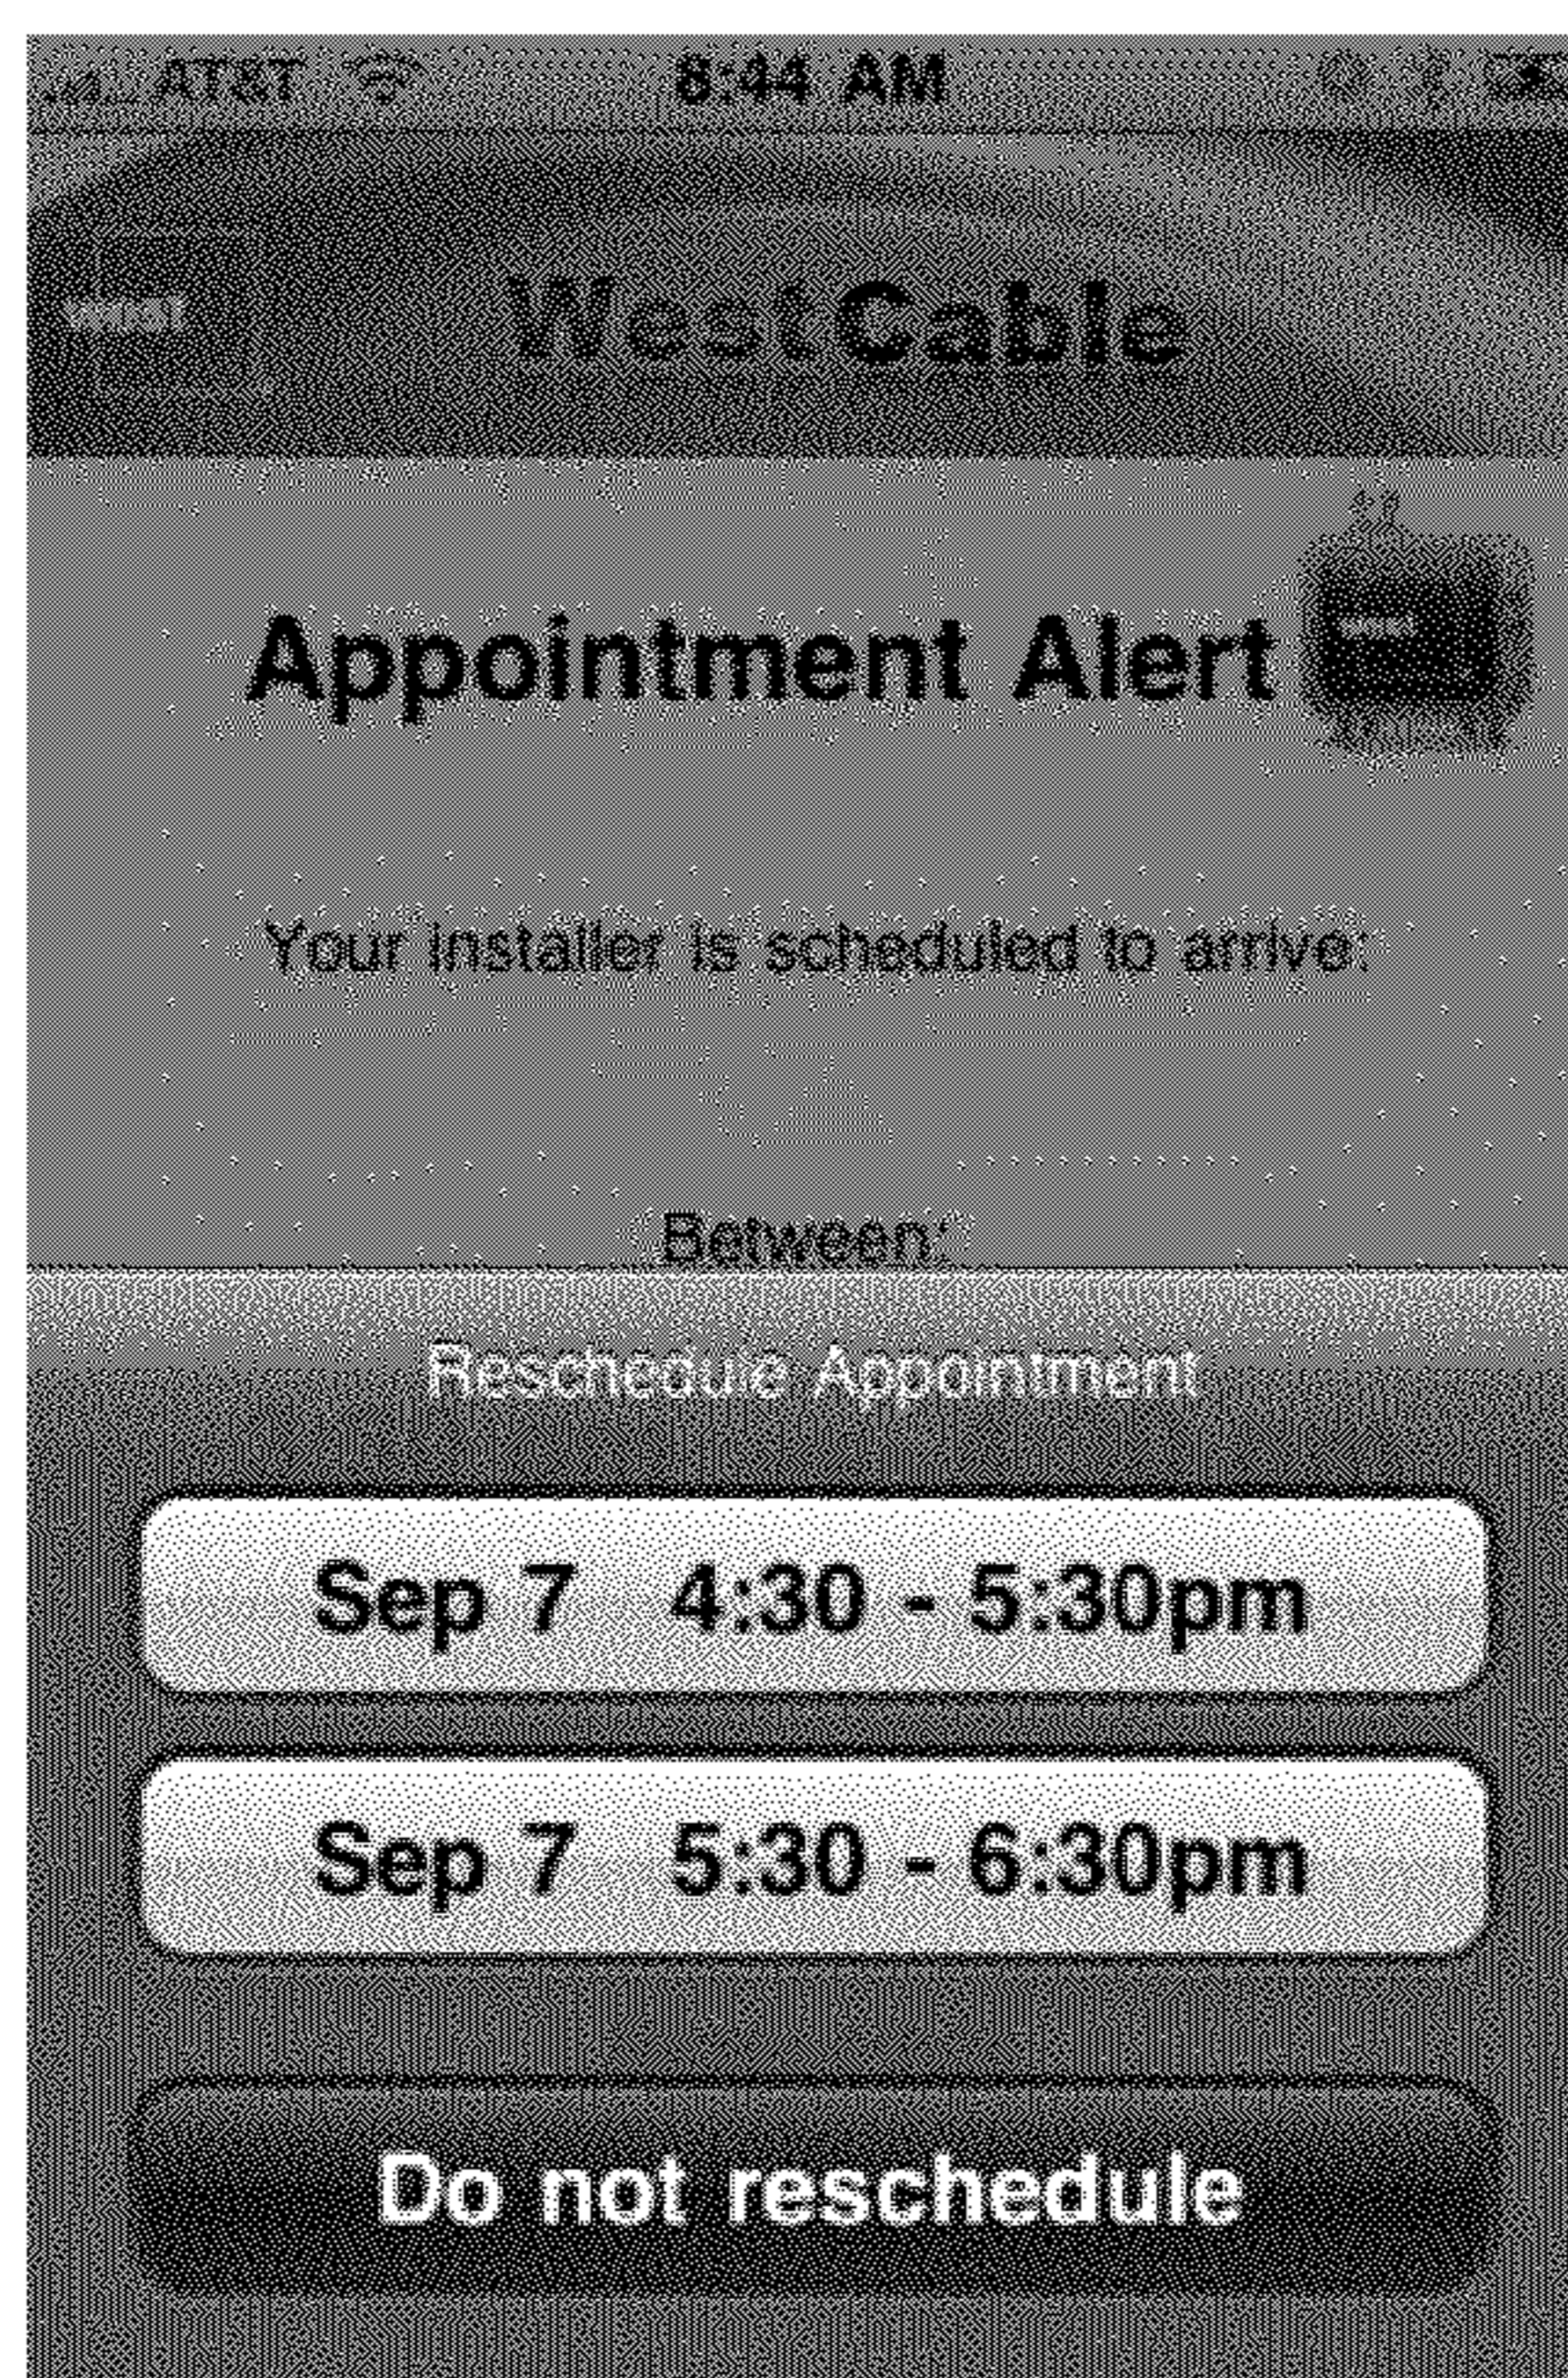 AT&T 8:44 AM
WestCable
Appointment Alert
Your installer is scheduled to arrive:
Between:
Reschedule Appointment
Sep 7 4:30 - 5:30pm
Sep 7 5:30 - 6:30pm
Do not reschedule